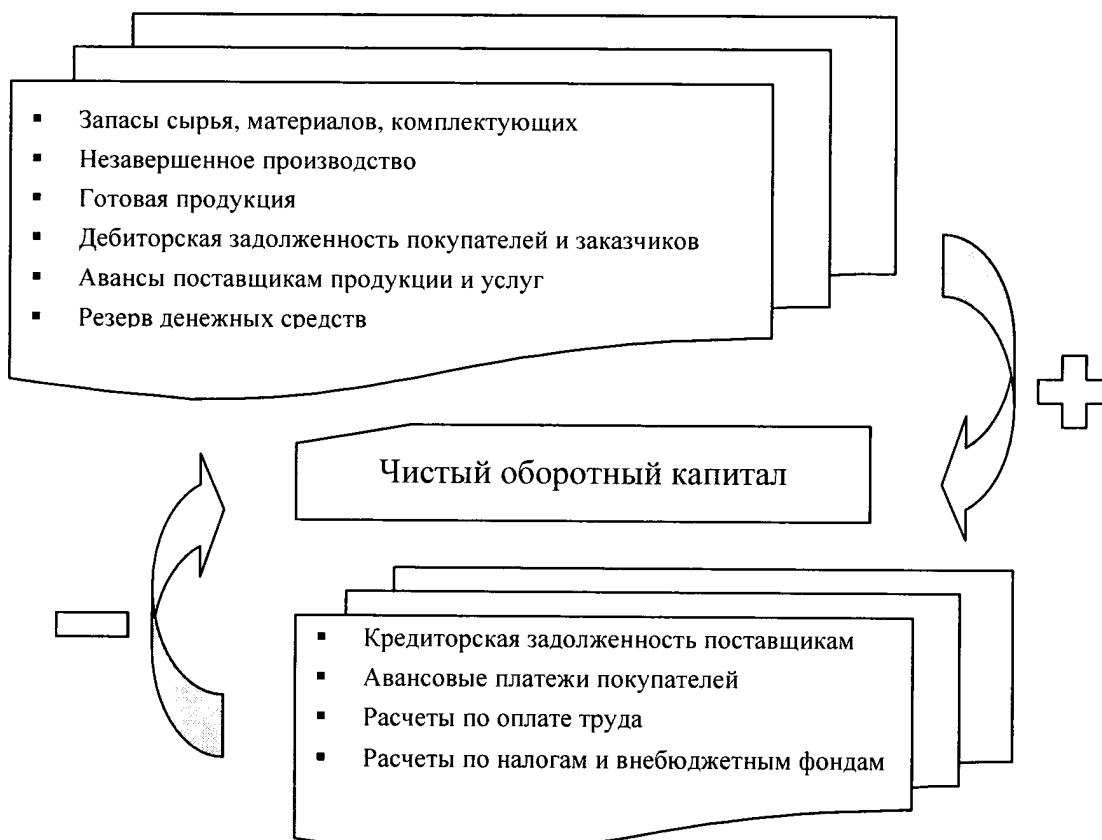 ▪ Запасы сырья, материалов, комплектующих
▪ Незавершенное производство
▪ Готовая продукция
▪ Дебиторская задолженность покупателей и заказчиков
▪ Авансы поставщикам продукции и услуг
▪ Резерв денежных средств
Чистый оборотный капитал
▪ Кредиторская задолженность поставщикам
▪ Авансовые платежи покупателей
▪ Расчеты по оплате труда
▪ Расчеты по налогам и внебюджетным фондам